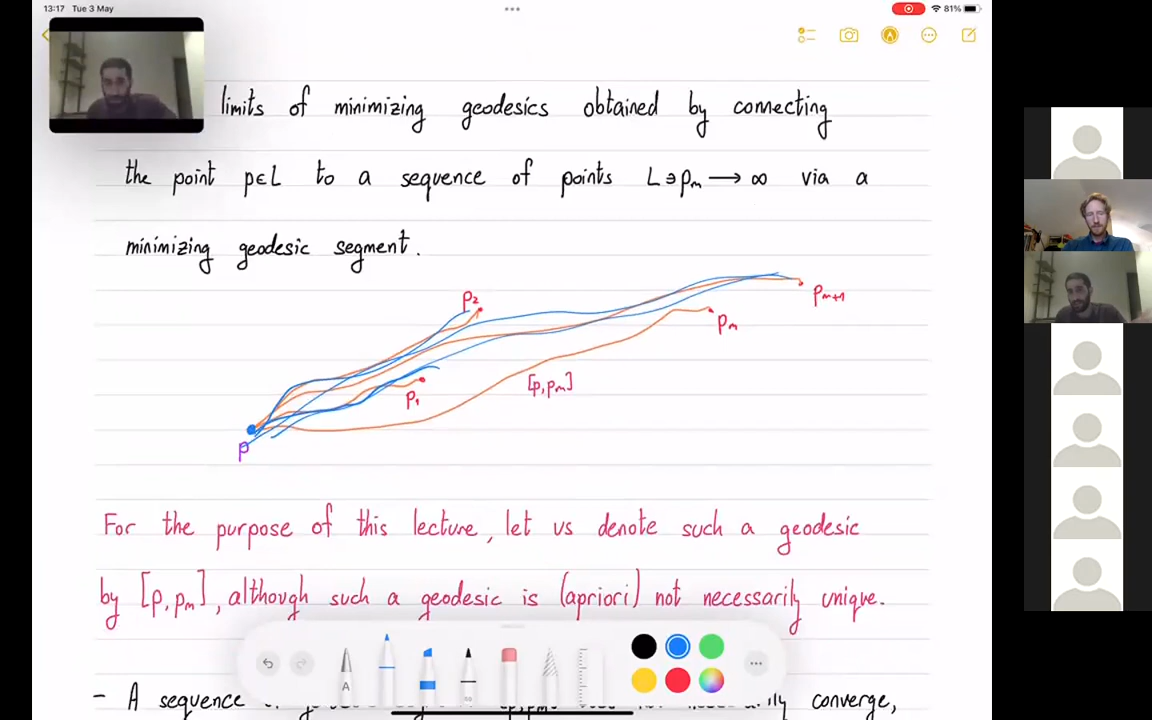 13:17 Tue 3 May
81%
limits of minimizing geodesics obtained by connecting
the point p∈L to a sequence of points L∋pₘ ⟶ ∞ via a
minimizing geodesic segment.
p₂
pₘ₊₁
pₘ
[p,pₘ]
p₁
p
For the purpose of this lecture, let us denote such a geodesic
by [p,pₘ], although such a geodesic is (apriori) not necessarily unique.
A
50
- A sequence converge,